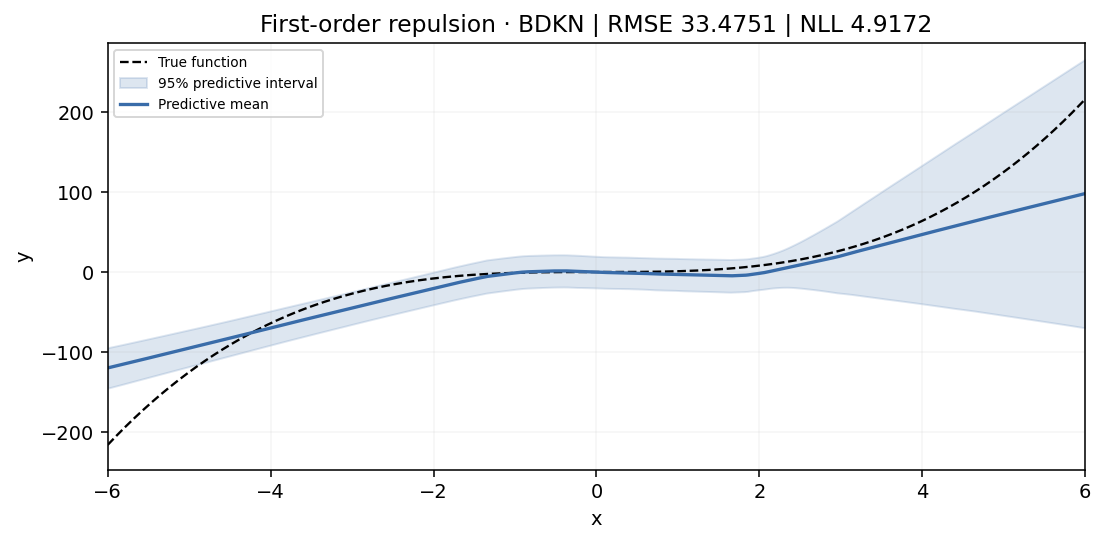 First-order repulsion · BDKN | RMSE 33.4751 | NLL 4.9172
True function
95% predictive interval
Predictive mean
200
100
0
−100
−200
y
−6 −4 −2 0 2 4 6
x